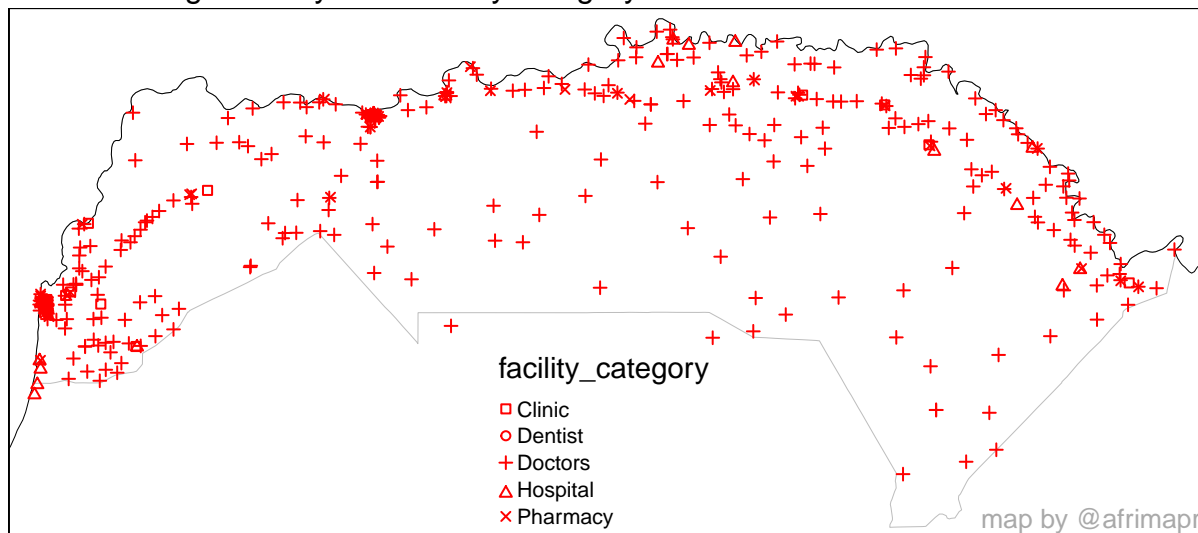 facility_category
Clinic
Dentist
Doctors
Hospital
Pharmacy
map by @afrimapr